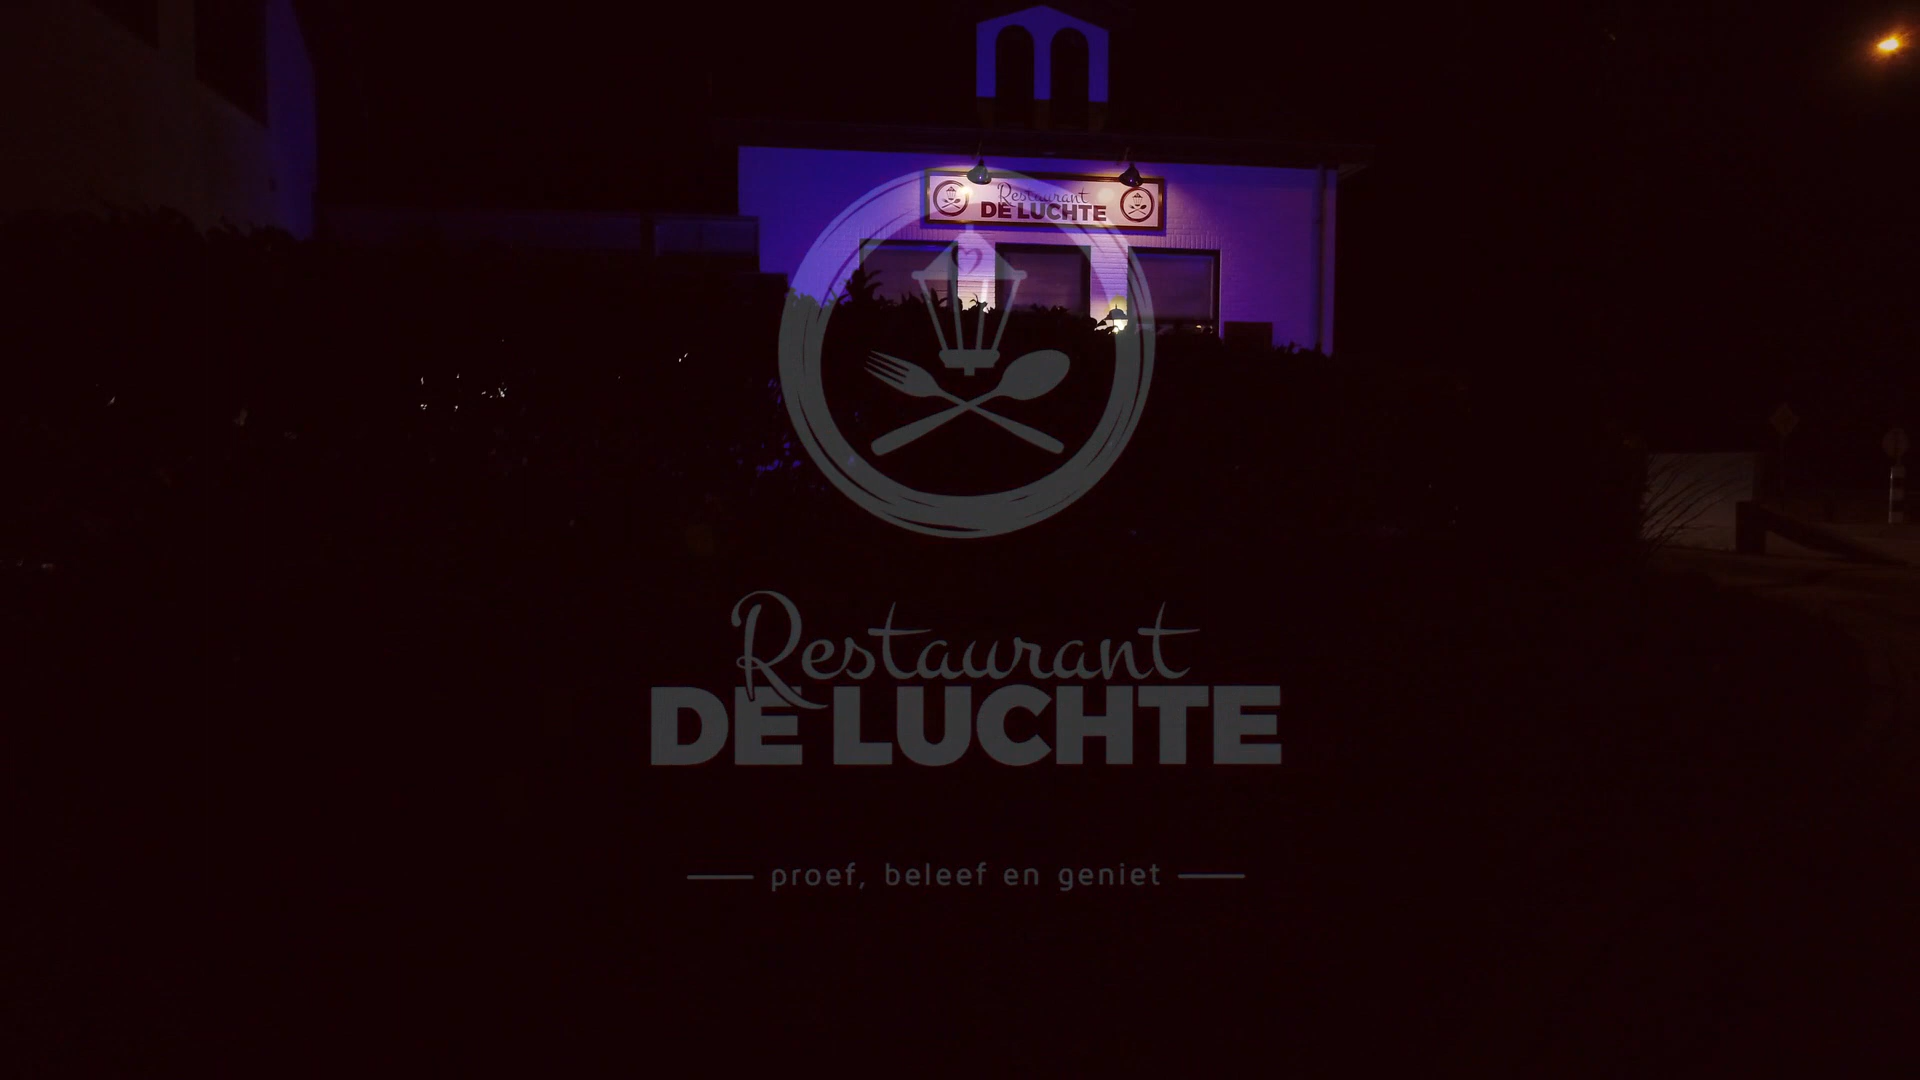 Restaurant
DE LUCHTE
Restaurant
DE LUCHTE
proef, beleef en geniet